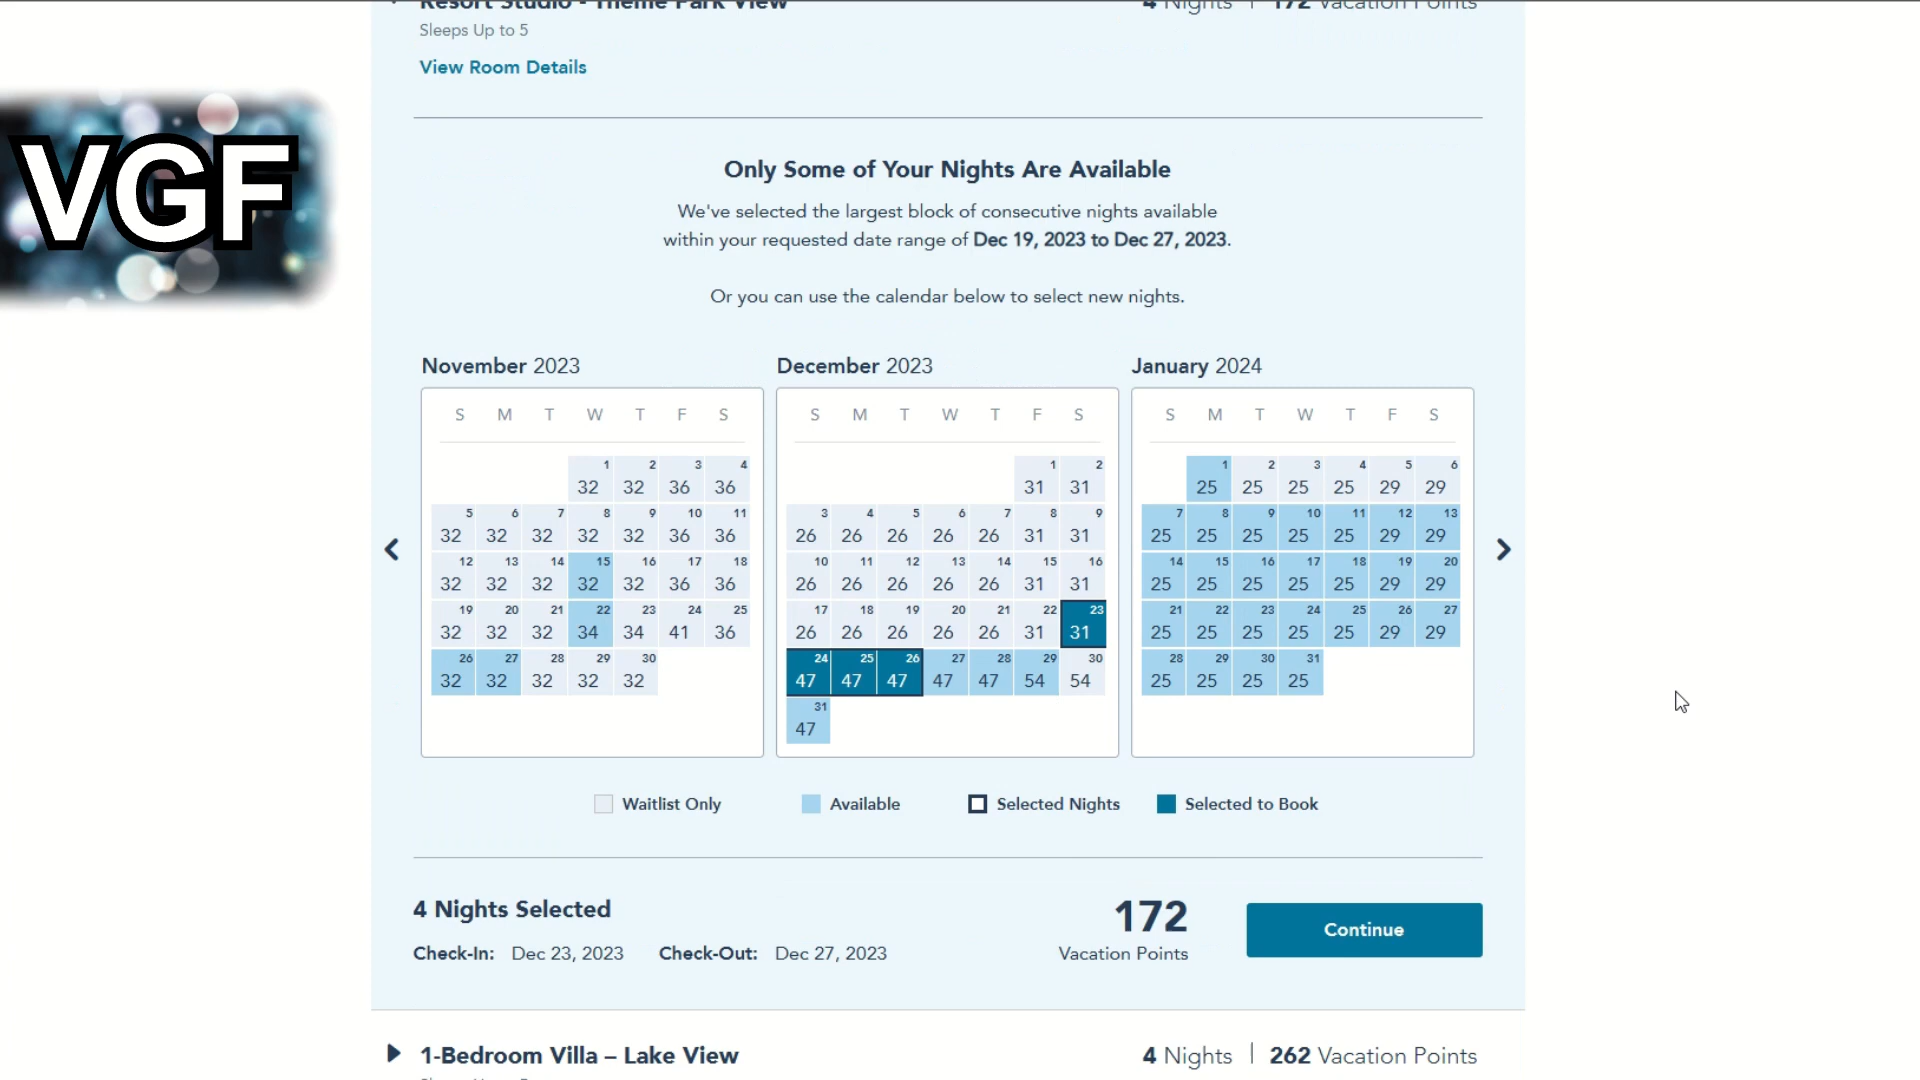 Resort Studio - Theme Park View 4 Nights | 172 Vacation Points
Sleeps Up to 5
View Room Details
VGF
Only Some of Your Nights Are Available
We've selected the largest block of consecutive nights available
within your requested date range of Dec 19, 2023 to Dec 27, 2023.
Or you can use the calendar below to select new nights.
November 2023
S M T W T F S
1 2 3 4
32 32 36 36
5 6 7 8 9 10 11
32 32 32 32 32 36 36
12 13 14 15 16 17 18
32 32 32 32 32 36 36
19 20 21 22 23 24 25
32 32 32 34 34 41 36
26 27 28 29 30
32 32 32 32 32
December 2023
S M T W T F S
1 2
31 31
3 4 5 6 7 8 9
26 26 26 26 26 31 31
10 11 12 13 14 15 16
26 26 26 26 26 31 31
17 18 19 20 21 22 23
26 26 26 26 26 31 31
24 25 26 27 28 29 30
47 47 47 47 47 54 54
31
47
January 2024
S M T W T F S
1 2 3 4 5 6
25 25 25 25 29 29
7 8 9 10 11 12 13
25 25 25 25 25 29 29
14 15 16 17 18 19 20
25 25 25 25 25 29 29
21 22 23 24 25 26 27
25 25 25 25 25 29 29
28 29 30 31
25 25 25 25
Waitlist Only Available Selected Nights Selected to Book
4 Nights Selected
Check-In: Dec 23, 2023 Check-Out: Dec 27, 2023
172
Vacation Points
Continue
1-Bedroom Villa – Lake View 4 Nights | 262 Vacation Points